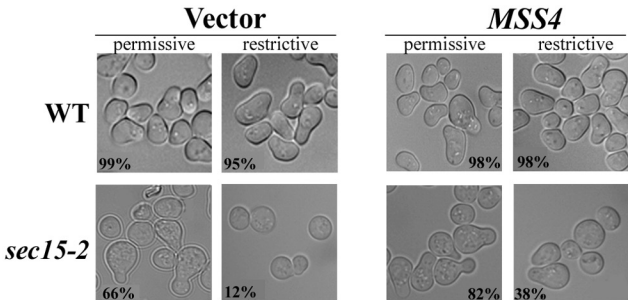 Vector MSS4
permissive restrictive permissive restrictive
WT
99% 95% 98% 98%
sec15-2
66% 12% 82% 38%